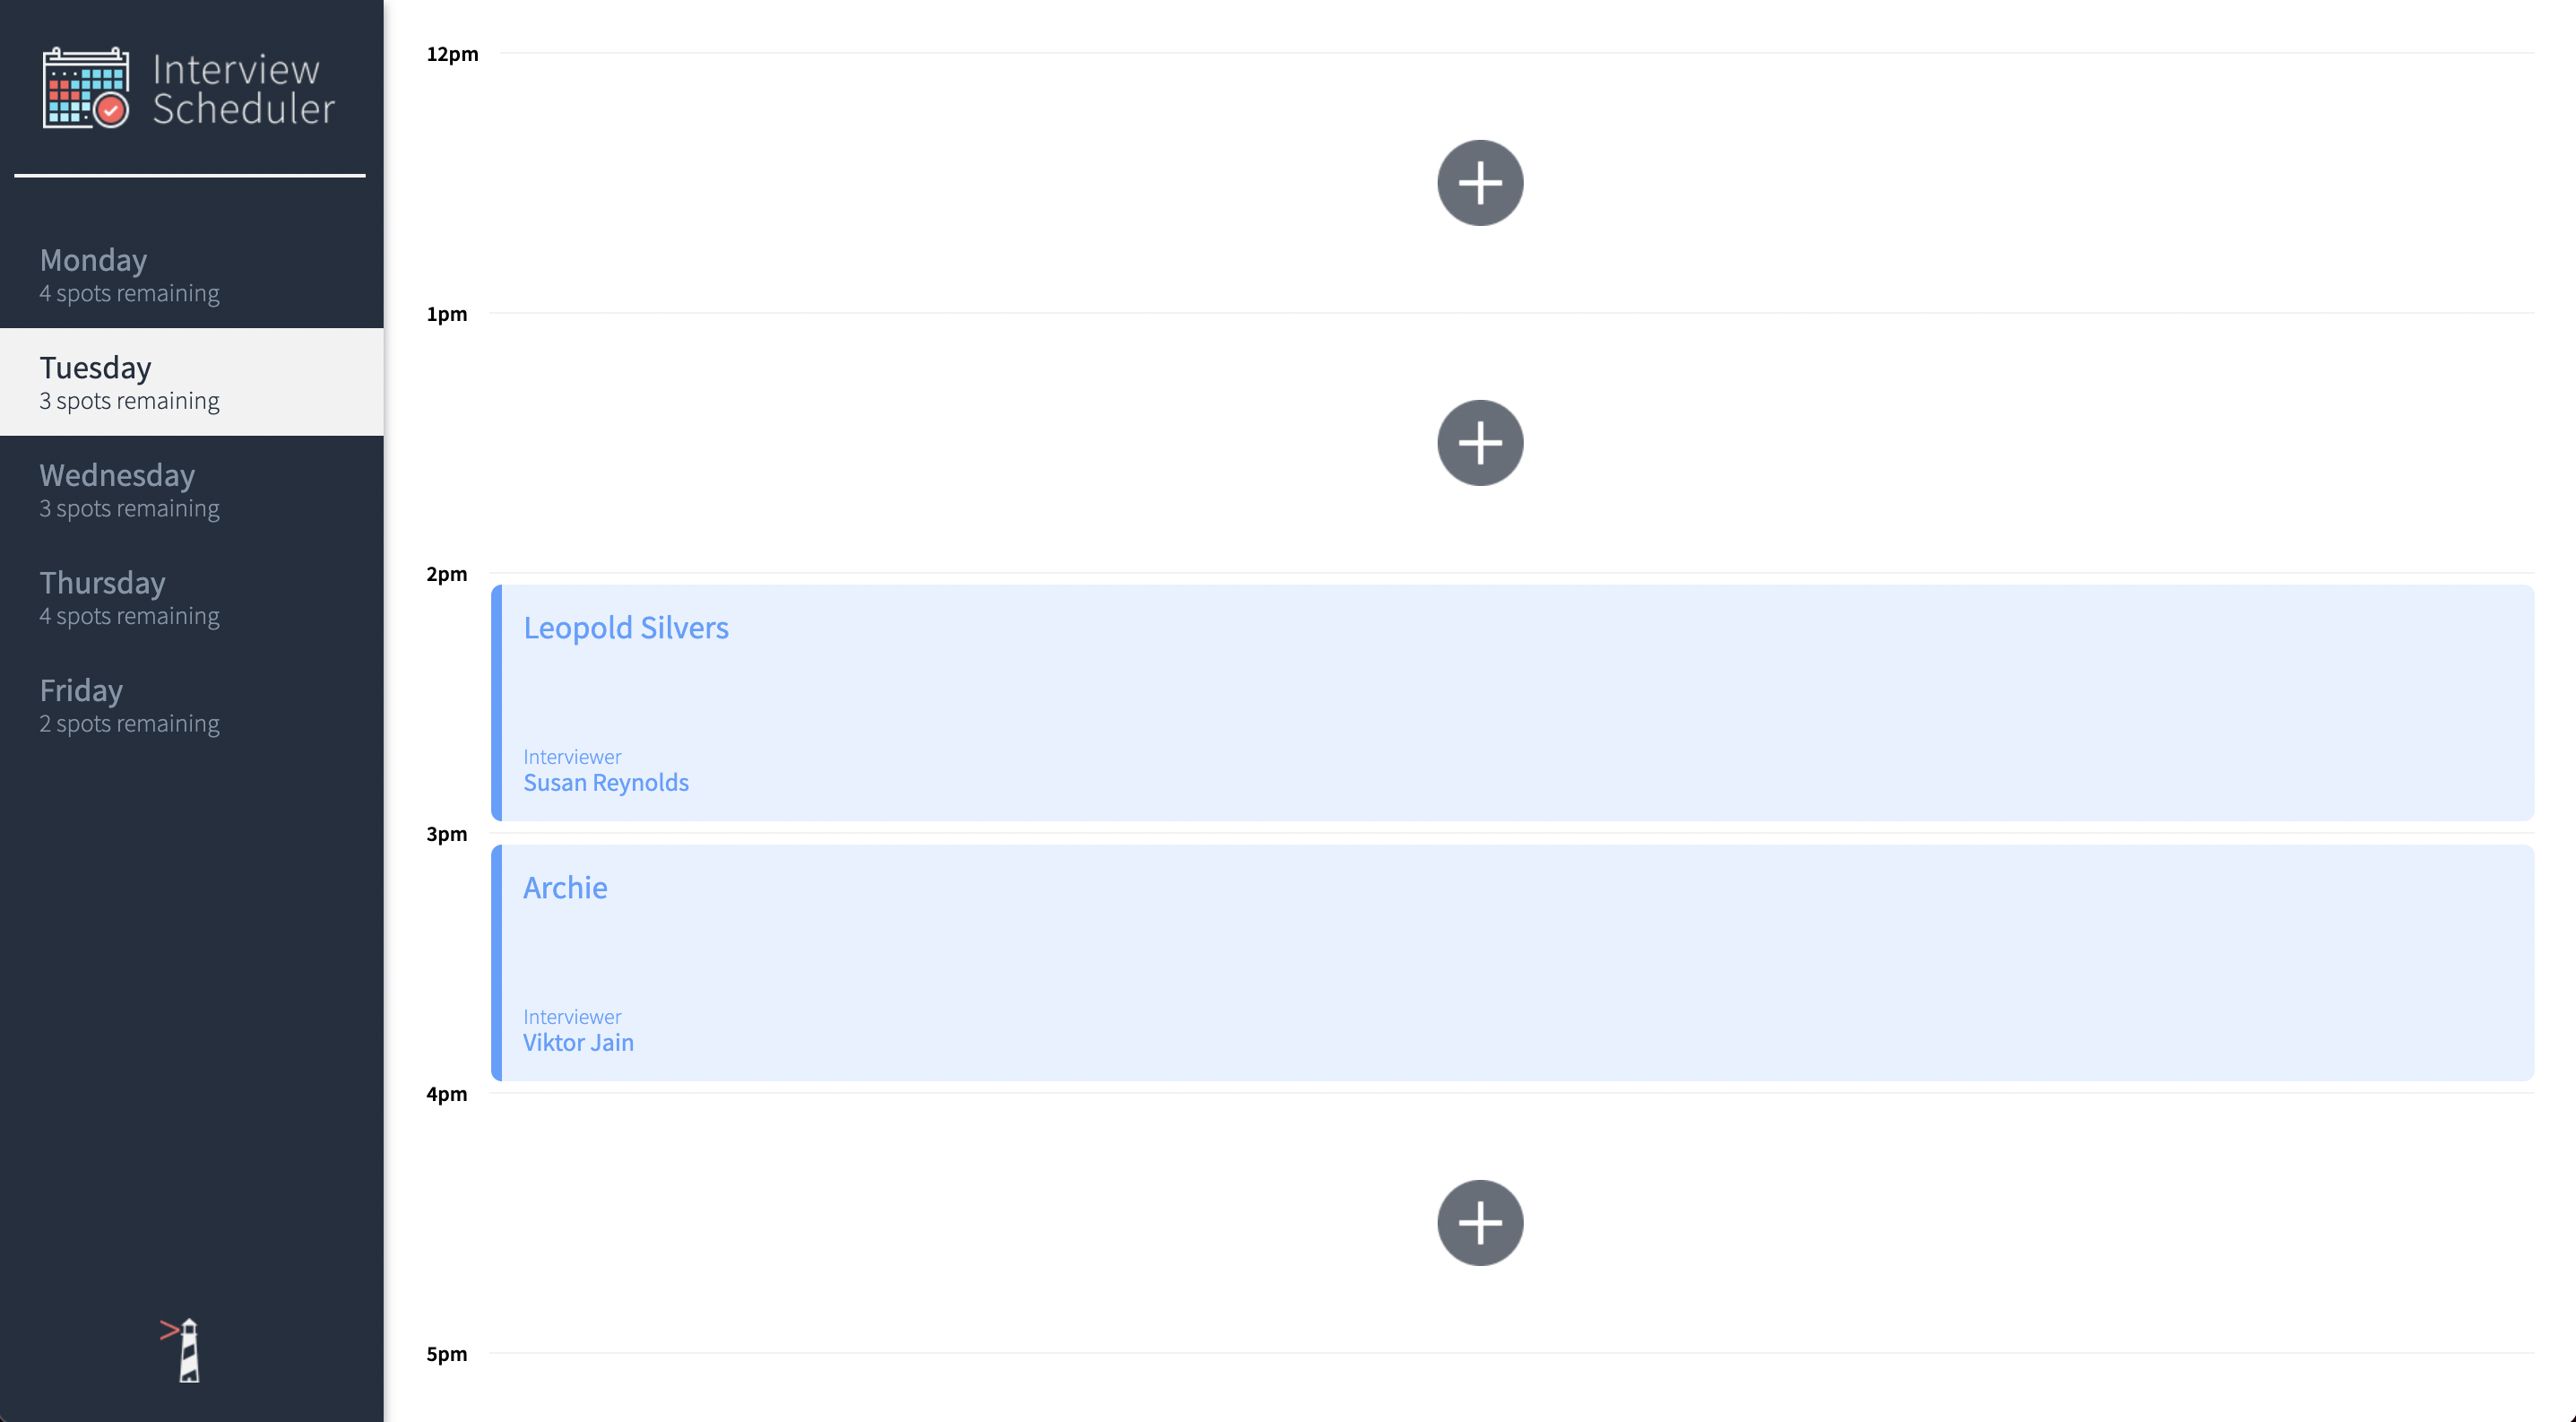 Interview
Scheduler
Monday
4 spots remaining
Tuesday
3 spots remaining
Wednesday
3 spots remaining
Thursday
4 spots remaining
Friday
2 spots remaining
12pm
1pm
2pm
Leopold Silvers
Interviewer
Susan Reynolds
3pm
Archie
Interviewer
Viktor Jain
4pm
5pm